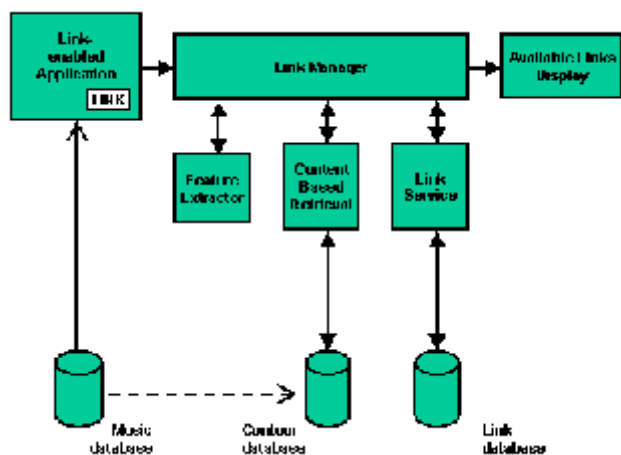 Link-
enabled
Application
LINK
Link Manager
Available Links
Display
Feature
Extractor
Content
Based
Retrieval
Link
Service
Music
database
Contour
database
Link
database